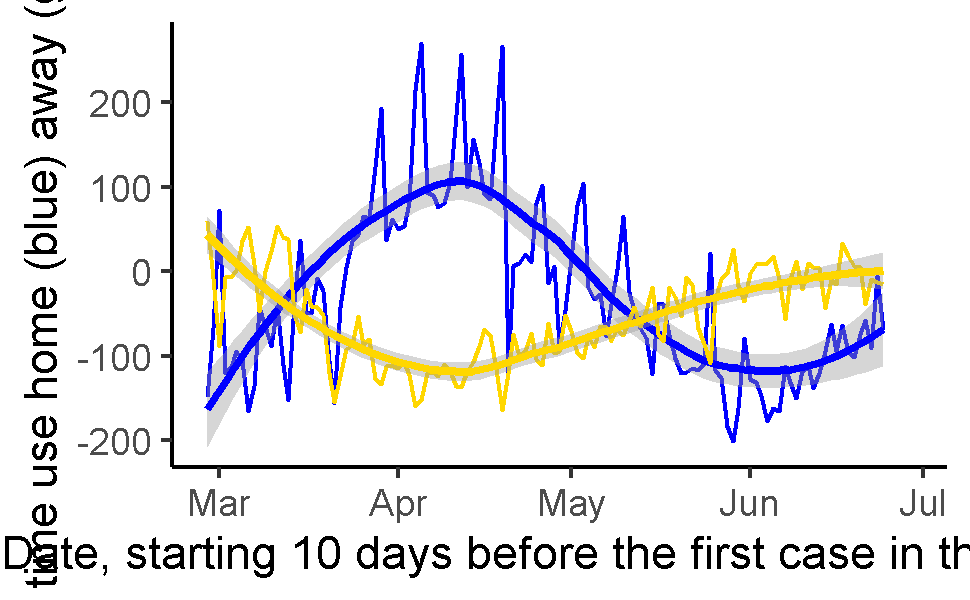 time use home (blue) away (g
200
100
0
-100
-200
Mar Apr May Jun Jul
Date, starting 10 days before the first case in th